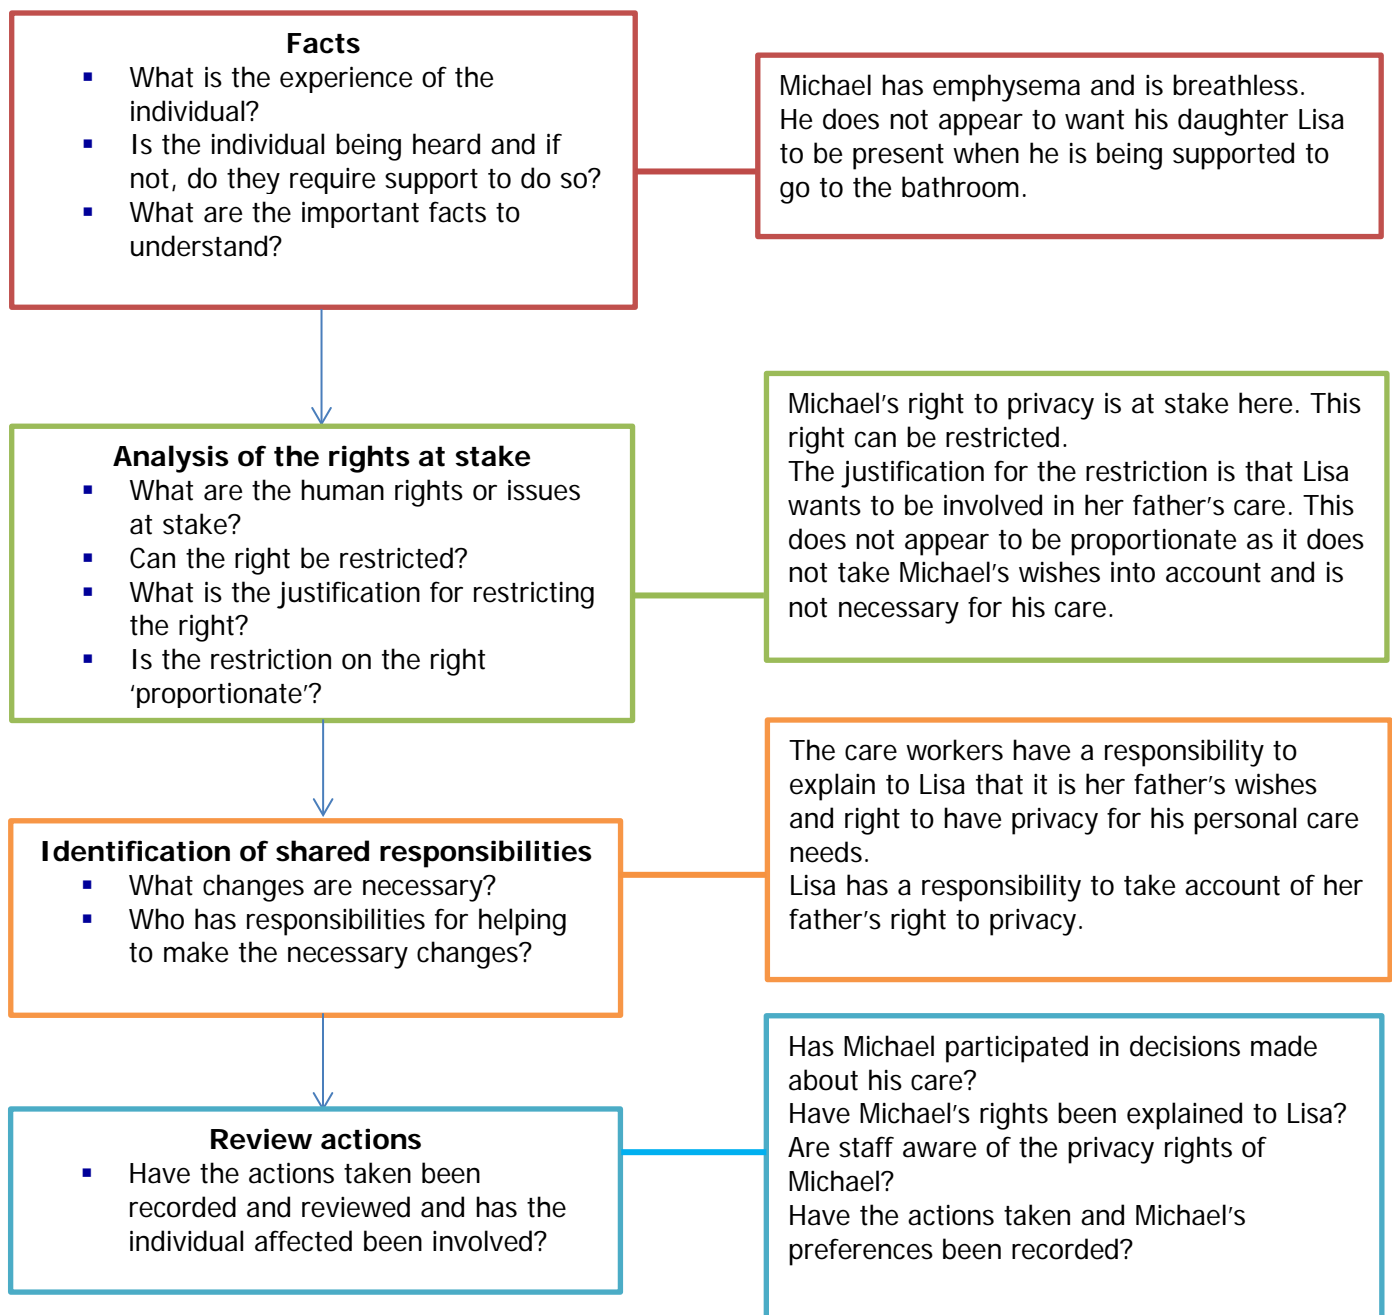 Facts
▪ What is the experience of the
individual?
▪ Is the individual being heard and if
not, do they require support to do so?
▪ What are the important facts to
understand?
Michael has emphysema and is breathless.
He does not appear to want his daughter Lisa
to be present when he is being supported to
go to the bathroom.
Analysis of the rights at stake
▪ What are the human rights or issues
at stake?
▪ Can the right be restricted?
▪ What is the justification for restricting
the right?
▪ Is the restriction on the right
‘proportionate’?
Michael’s right to privacy is at stake here. This
right can be restricted.
The justification for the restriction is that Lisa
wants to be involved in her father’s care. This
does not appear to be proportionate as it does
not take Michael’s wishes into account and is
not necessary for his care.
Identification of shared responsibilities
▪ What changes are necessary?
▪ Who has responsibilities for helping
to make the necessary changes?
The care workers have a responsibility to
explain to Lisa that it is her father’s wishes
and right to have privacy for his personal care
needs.
Lisa has a responsibility to take account of her
father’s right to privacy.
Review actions
▪ Have the actions taken been
recorded and reviewed and has the
individual affected been involved?
Has Michael participated in decisions made
about his care?
Have Michael’s rights been explained to Lisa?
Are staff aware of the privacy rights of
Michael?
Have the actions taken and Michael’s
preferences been recorded?